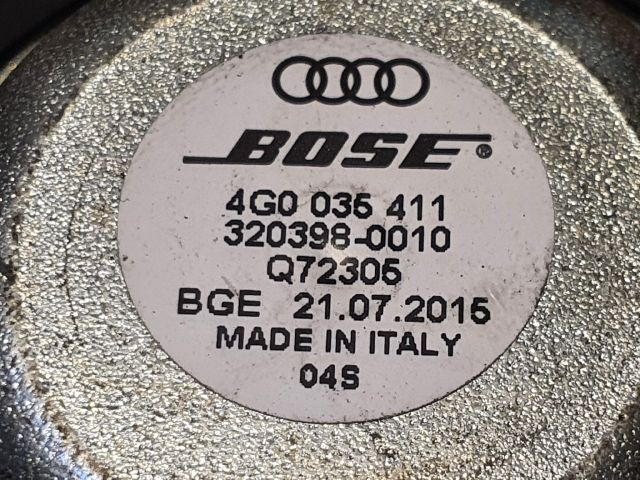 BOSE®
4G0 035 411
320398-0010
Q72305
BGE 21.07.2015
MADE IN ITALY
04S